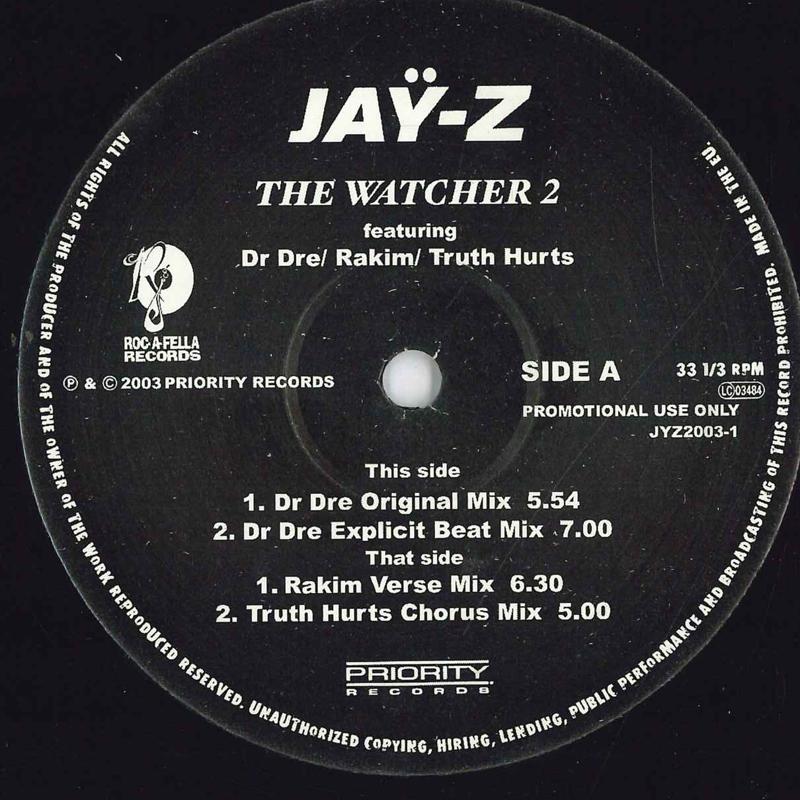 JAŸ-Z
THE WATCHER 2
featuring
Dr Dre/ Rakim/ Truth Hurts
ROC-A-FELLA
RECORDS
Ⓟ & © 2003 PRIORITY RECORDS
SIDE A
33 1/3 RPM
LC 03484
PROMOTIONAL USE ONLY
JYZ2003-1
This side
1. Dr Dre Original Mix 5.54
2. Dr Dre Explicit Beat Mix 7.00
That side
1. Rakim Verse Mix 6.30
2. Truth Hurts Chorus Mix 5.00
PRIORITY
RECORDS
ALL RIGHTS OF THE PRODUCER AND OF THE OWNER OF THE WORK REPRODUCED RESERVED. UNAUTHORIZED COPYING, HIRING, LENDING, PUBLIC PERFORMANCE AND BROADCASTING OF THIS RECORD PROHIBITED. MADE IN THE EU.